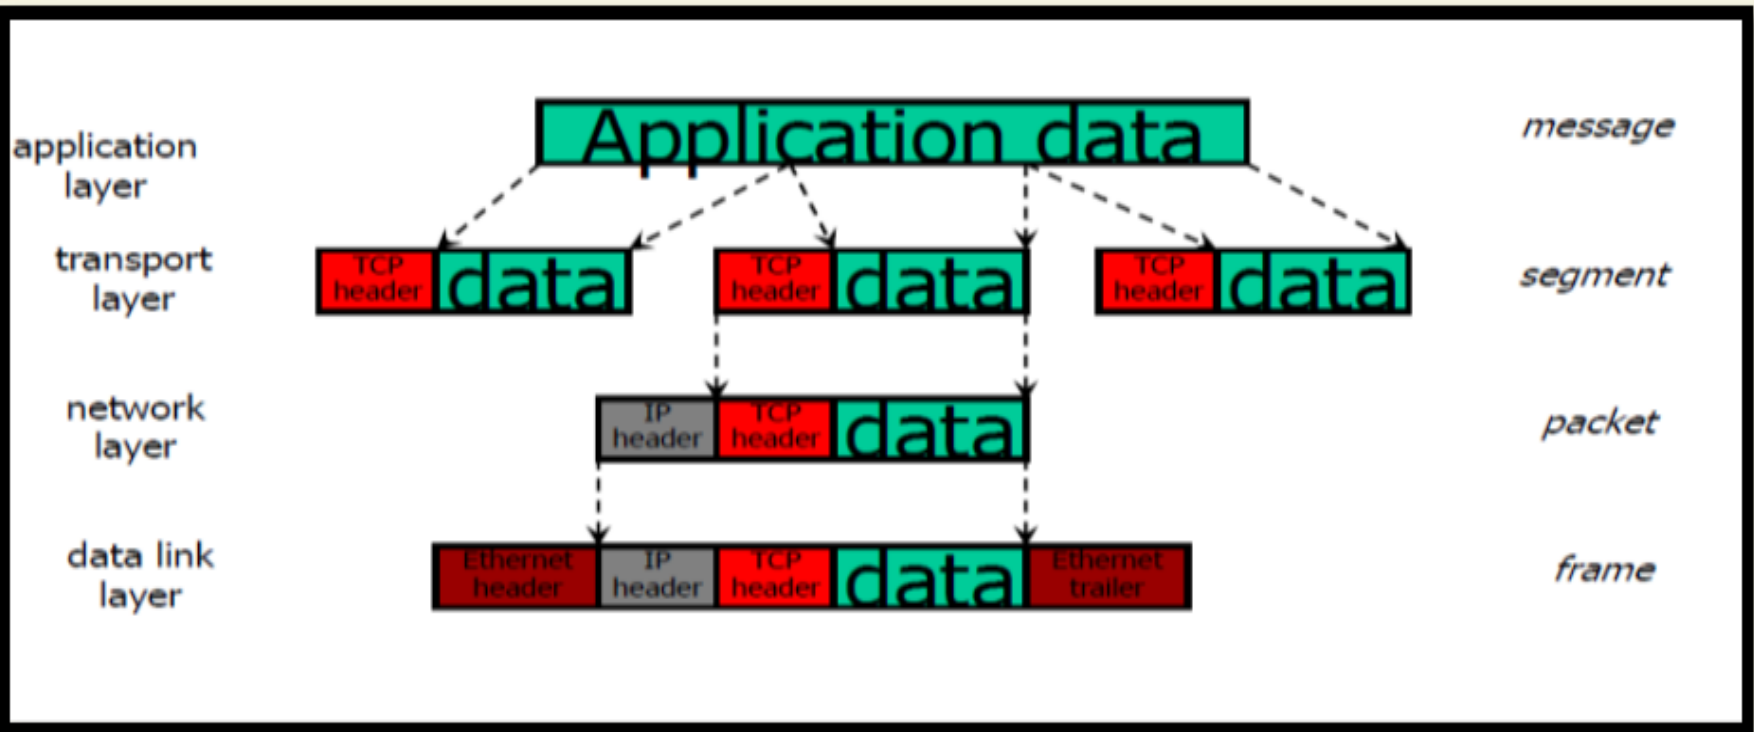 application
layer
Application data
message
transport
layer
TCP
header
data
TCP
header
data
TCP
header
data
segment
network
layer
IP
header
TCP
header
data
packet
data link
layer
Ethernet
header
IP
header
TCP
header
data
Ethernet
trailer
frame